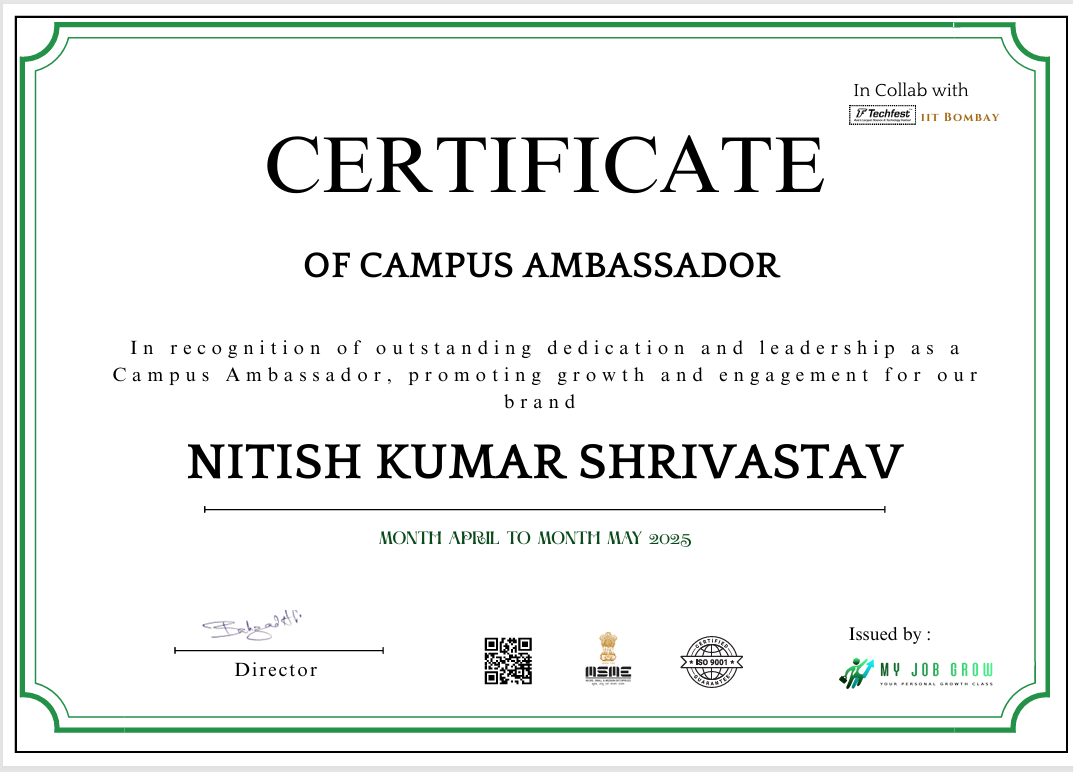 In Collab with
Techfest IIT BOMBAY
CERTIFICATE
OF CAMPUS AMBASSADOR
In recognition of outstanding dedication and leadership as a
Campus Ambassador, promoting growth and engagement for our
brand
NITISH KUMAR SHRIVASTAV
MONTH APRIL TO MONTH MAY 2025
Director
MSME
CERTIFIED
ISO 9001
GUARANTEE
Issued by :
MY JOB GROW
YOUR PERSONAL GROWTH CLASS